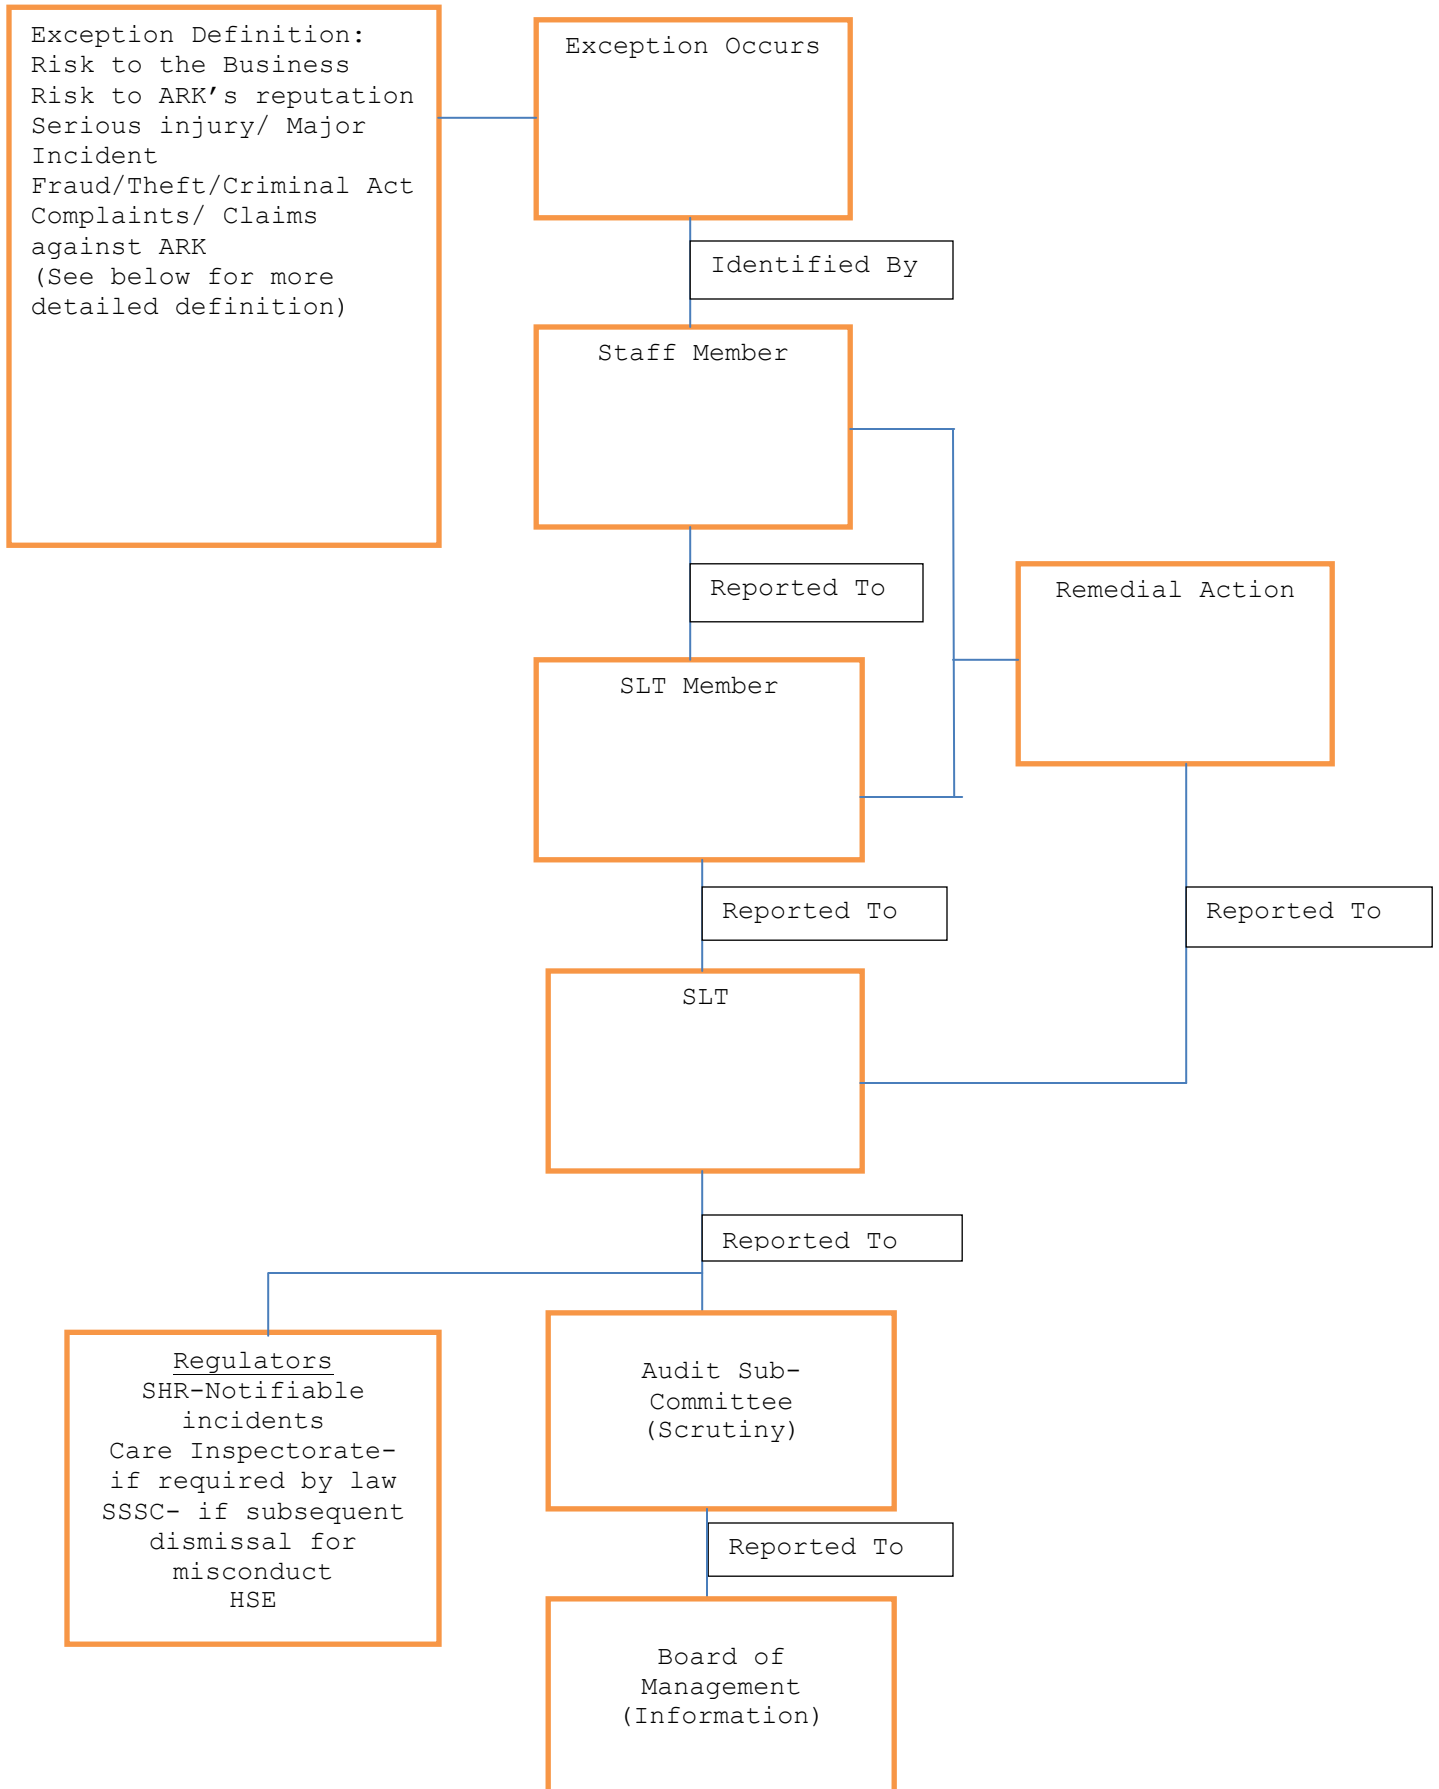 Exception Definition:
Risk to the Business
Risk to ARK’s reputation
Serious injury/ Major
Incident
Fraud/Theft/Criminal Act
Complaints/ Claims
against ARK
(See below for more
detailed definition)
Exception Occurs
Identified By
Staff Member
Reported To
Remedial Action
SLT Member
Reported To
Reported To
SLT
Reported To
Regulators
SHR-Notifiable
incidents
Care Inspectorate-
if required by law
SSSC- if subsequent
dismissal for
misconduct
HSE
Audit Sub-
Committee
(Scrutiny)
Reported To
Board of
Management
(Information)